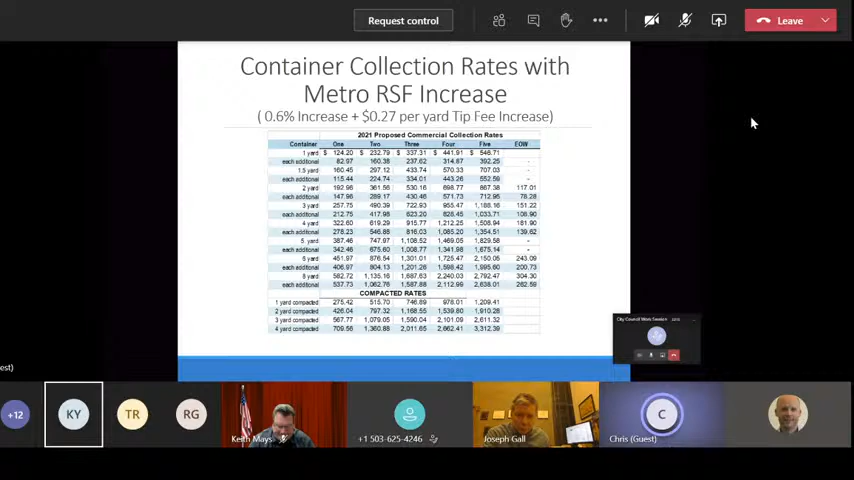 Request control
Leave
Container Collection Rates with
Metro RSF Increase
( 0.6% Increase + $0.27 per yard Tip Fee Increase)
2021 Proposed Commercial Collection Rates
Container One Two Three Four Five EOW
1 yard $ 124.20 $ 232.79 $ 337.31 $ 441.91 $ 546.71
each additional 82.97 160.38 237.62 314.87 392.25 -
1.5 yard 160.45 297.12 433.74 570.33 707.03 -
each additional 115.44 224.74 334.01 443.26 552.59 -
2 yard 192.96 361.56 530.16 698.77 867.38 117.01
each additional 147.96 289.17 430.46 571.73 712.95 78.28
3 yard 257.75 490.39 722.93 955.47 1,188.16 151.22
each additional 212.75 417.98 623.20 828.45 1,033.71 108.90
4 yard 322.60 619.29 915.77 1,212.25 1,508.94 181.90
each additional 278.23 546.88 816.03 1,085.20 1,354.51 139.62
5 yard 387.46 747.97 1,108.52 1,469.05 1,829.58 -
each additional 342.46 675.60 1,008.77 1,341.98 1,675.14 -
6 yard 451.97 876.54 1,301.01 1,725.47 2,150.05 243.09
each additional 406.97 804.13 1,201.26 1,598.42 1,995.60 200.73
8 yard 582.72 1,135.16 1,687.63 2,240.03 2,792.47 304.30
each additional 537.73 1,062.76 1,587.88 2,112.99 2,638.01 262.59
COMPACTED RATES
1 yard compacted 275.42 515.70 746.89 978.01 1,209.41
2 yard compacted 426.04 797.32 1,168.55 1,539.80 1,910.28
3 yard compacted 567.77 1,079.05 1,590.04 2,101.09 2,611.32
4 yard compacted 709.56 1,360.88 2,011.65 2,662.41 3,312.39
City Council Work Session
est)
+12
KY
TR
RG
C
Keith Mays
+1 503-625-4246
Joseph Gall
Chris (Guest)